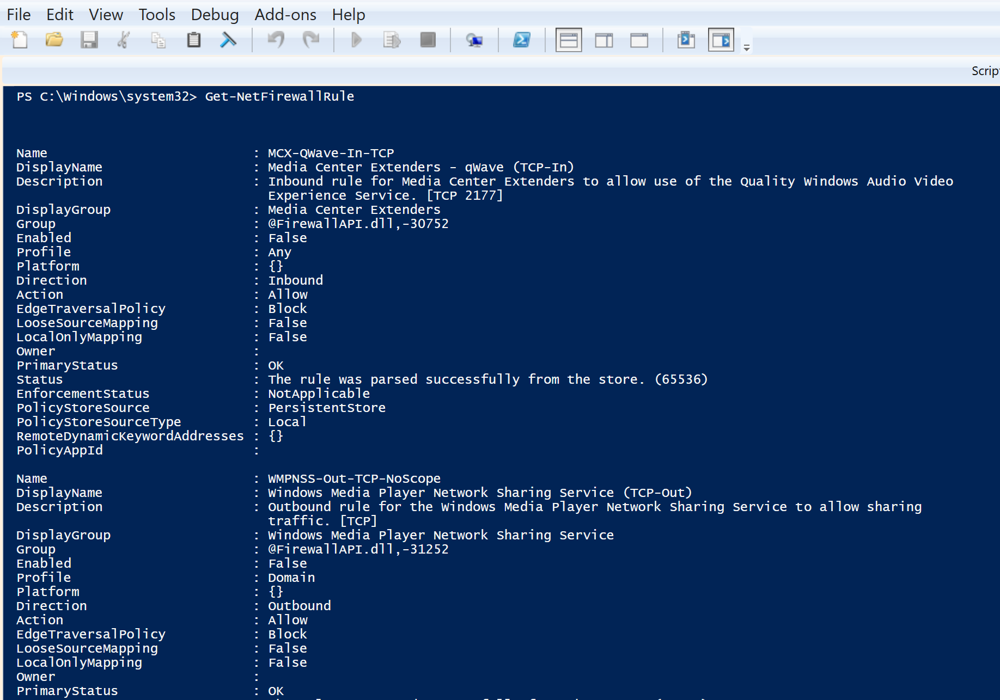 File Edit View Tools Debug Add-ons Help
Scrip
PS C:\Windows\system32> Get-NetFirewallRule
Name : MCX-QWave-In-TCP
DisplayName : Media Center Extenders - qWave (TCP-In)
Description : Inbound rule for Media Center Extenders to allow use of the Quality Windows Audio Video
Experience Service. [TCP 2177]
DisplayGroup : Media Center Extenders
Group : @FirewallAPI.dll,-30752
Enabled : False
Profile : Any
Platform : {}
Direction : Inbound
Action : Allow
EdgeTraversalPolicy : Block
LooseSourceMapping : False
LocalOnlyMapping : False
Owner :
PrimaryStatus : OK
Status : The rule was parsed successfully from the store. (65536)
EnforcementStatus : NotApplicable
PolicyStoreSource : PersistentStore
PolicyStoreSourceType : Local
RemoteDynamicKeywordAddresses : {}
PolicyAppId :
Name : WMPNSS-Out-TCP-NoScope
DisplayName : Windows Media Player Network Sharing Service (TCP-Out)
Description : Outbound rule for the Windows Media Player Network Sharing Service to allow sharing
traffic. [TCP]
DisplayGroup : Windows Media Player Network Sharing Service
Group : @FirewallAPI.dll,-31252
Enabled : False
Profile : Domain
Platform : {}
Direction : Outbound
Action : Allow
EdgeTraversalPolicy : Block
LooseSourceMapping : False
LocalOnlyMapping : False
Owner :
PrimaryStatus : OK